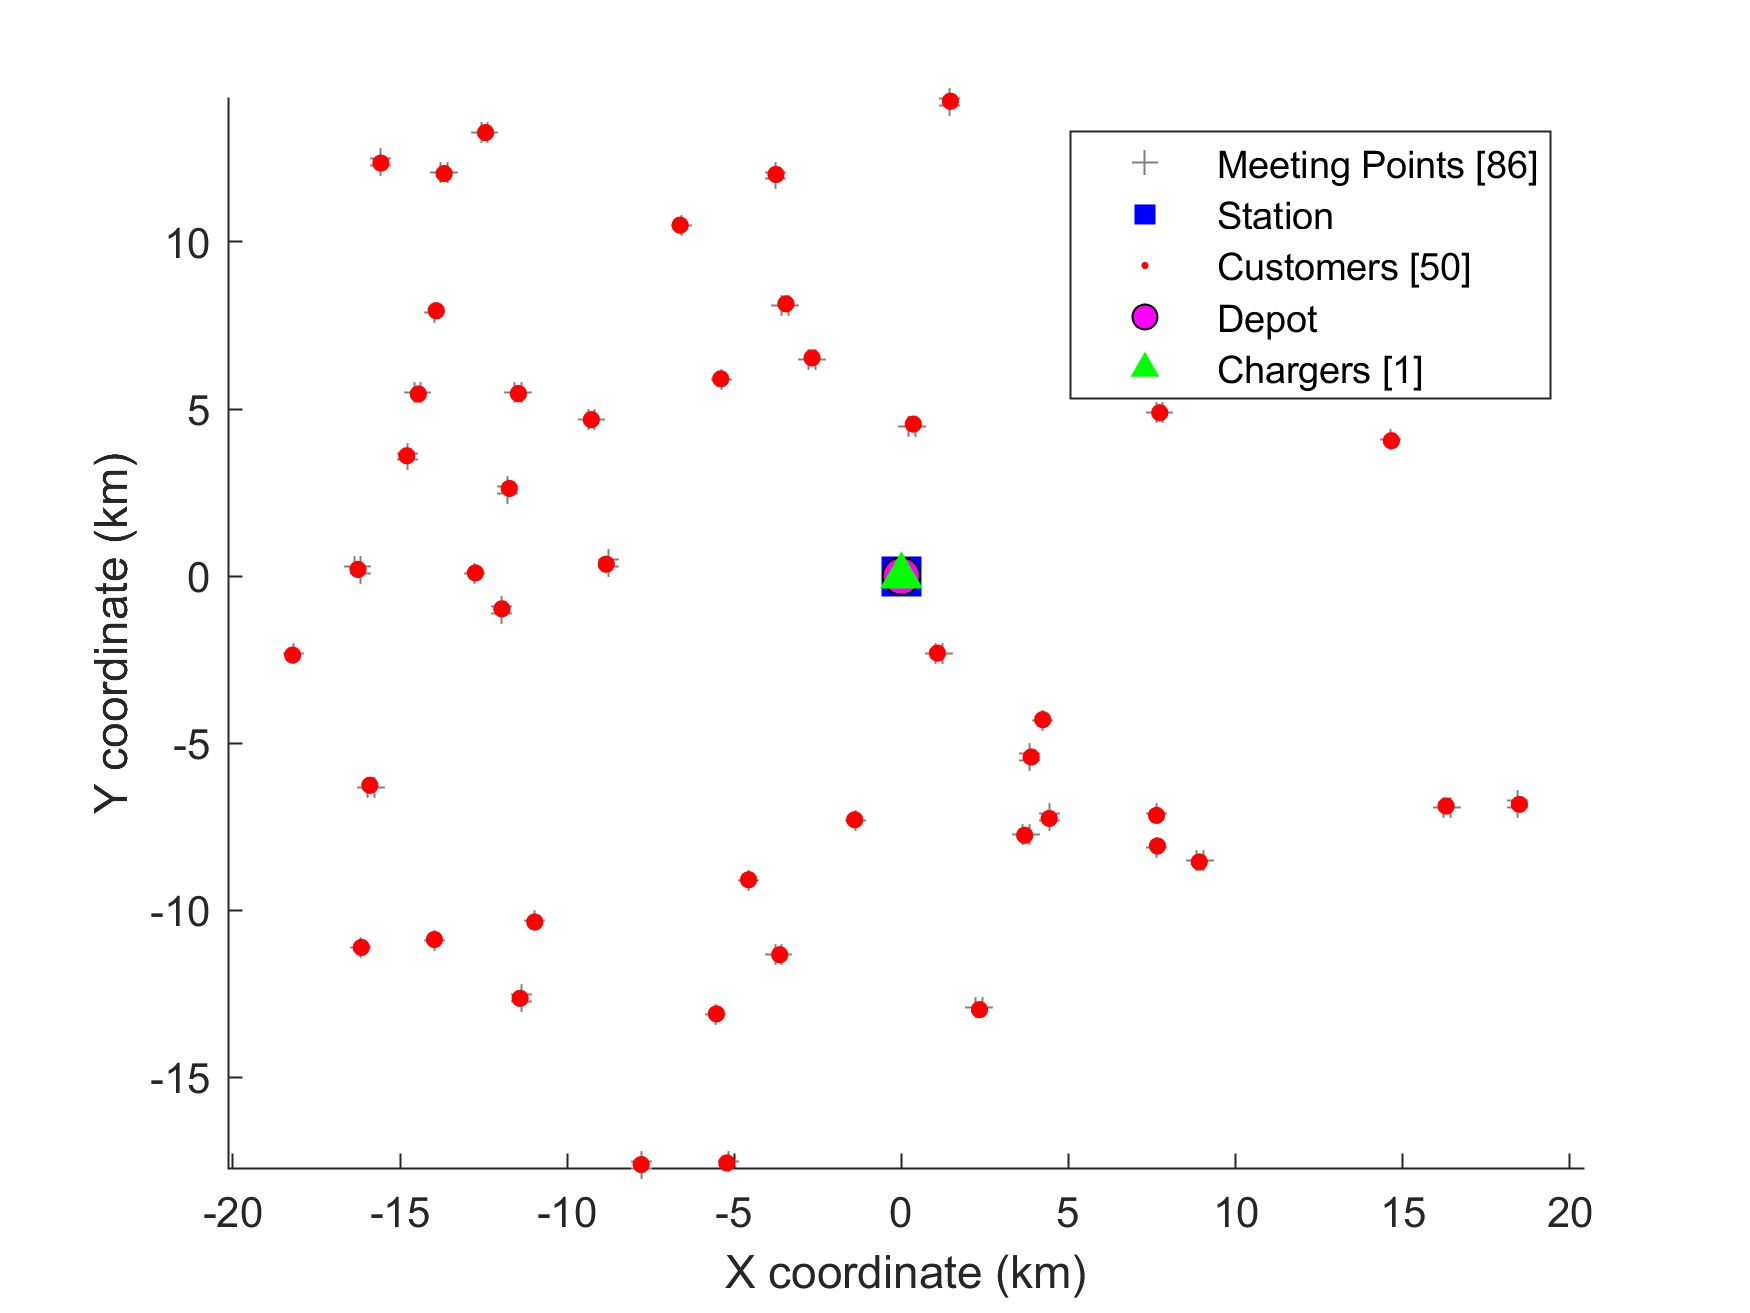 Meeting Points [86]
Station
Customers [50]
Depot
Chargers [1]
10
5
0
-5
-10
-15
Y coordinate (km)
-20 -15 -10 -5 0 5 10 15 20
X coordinate (km)